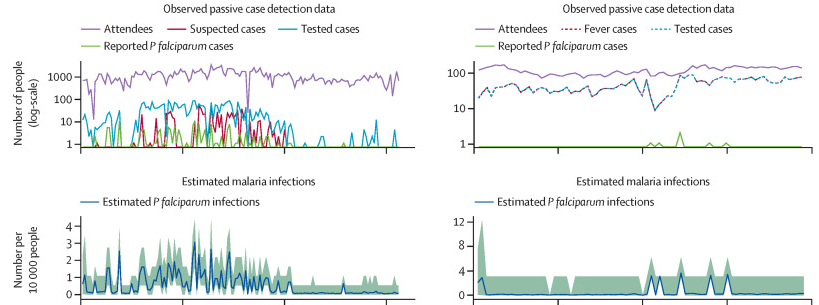 Observed passive case detection data
Attendees Suspected cases Tested cases
Reported P falciparum cases
Number of people
(log-scale)
1000
100
10
1
Observed passive case detection data
Attendees Fever cases Tested cases
Reported P falciparum cases
100
10
1
Estimated malaria infections
Estimated P falciparum infections
Number per
10 000 people
4
3
2
1
0
Estimated malaria infections
Estimated P falciparum infections
12
8
4
0